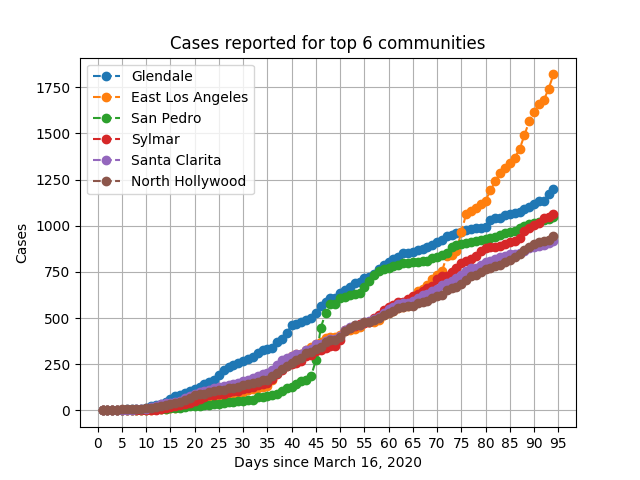 Cases reported for top 6 communities
Glendale
East Los Angeles
San Pedro
Sylmar
Santa Clarita
North Hollywood
1750
1500
1250
1000
750
500
250
0
Cases
0 5 10 15 20 25 30 35 40 45 50 55 60 65 70 75 80 85 90 95
Days since March 16, 2020